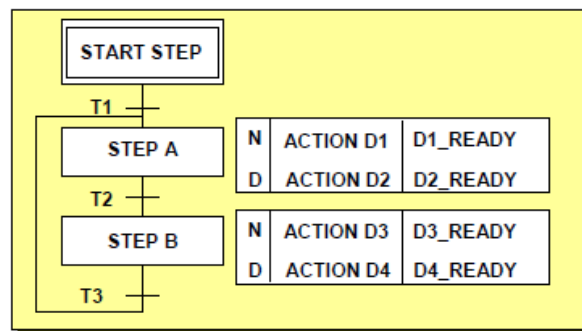 START STEP
T1
STEP A
N ACTION D1 D1_READY
D ACTION D2 D2_READY
T2
STEP B
N ACTION D3 D3_READY
D ACTION D4 D4_READY
T3